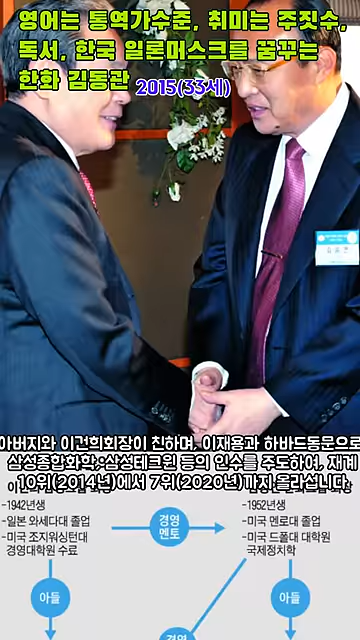 영어는 통역가수준, 취미는 주짓수,
독서, 한국 일론머스크를 꿈꾸는
한화 김동관 2015(33세)
아버지와 이건희회장이 친하며, 이재용과 하바드동문으로
삼성종합화학,삼성테크윈 등의 인수를 주도하여, 재계
10위(2014년)에서 7위(2020년)까지 올라섭니다.
-1942년생
-일본 와세다대 졸업
-미국 조지워싱턴대
경영대학원 수료
경영
멘토
-1952년생
-미국 멘로대 졸업
-미국 드폴대 대학원
국제정치학
아들
아들
경영